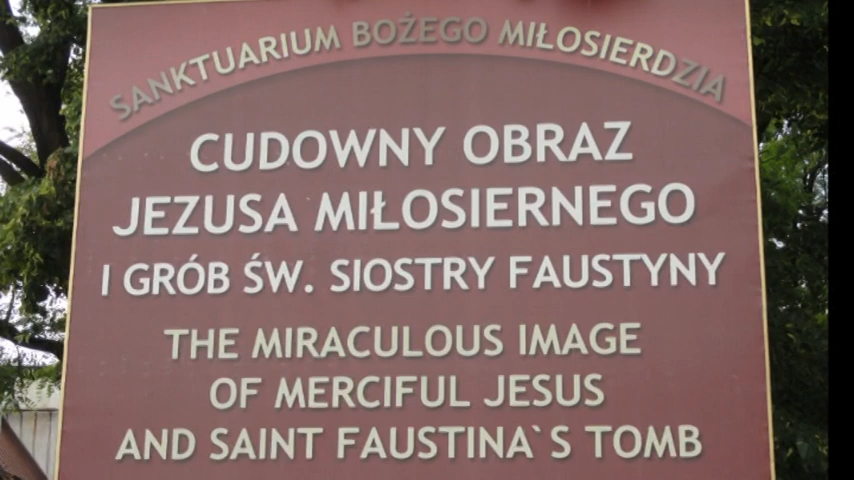 SANKTUARIUM BOŻEGO MIŁOSIERDZIA
CUDOWNY OBRAZ
JEZUSA MIŁOSIERNEGO
I GRÓB ŚW. SIOSTRY FAUSTYNY
THE MIRACULOUS IMAGE
OF MERCIFUL JESUS
AND SAINT FAUSTINA`S TOMB